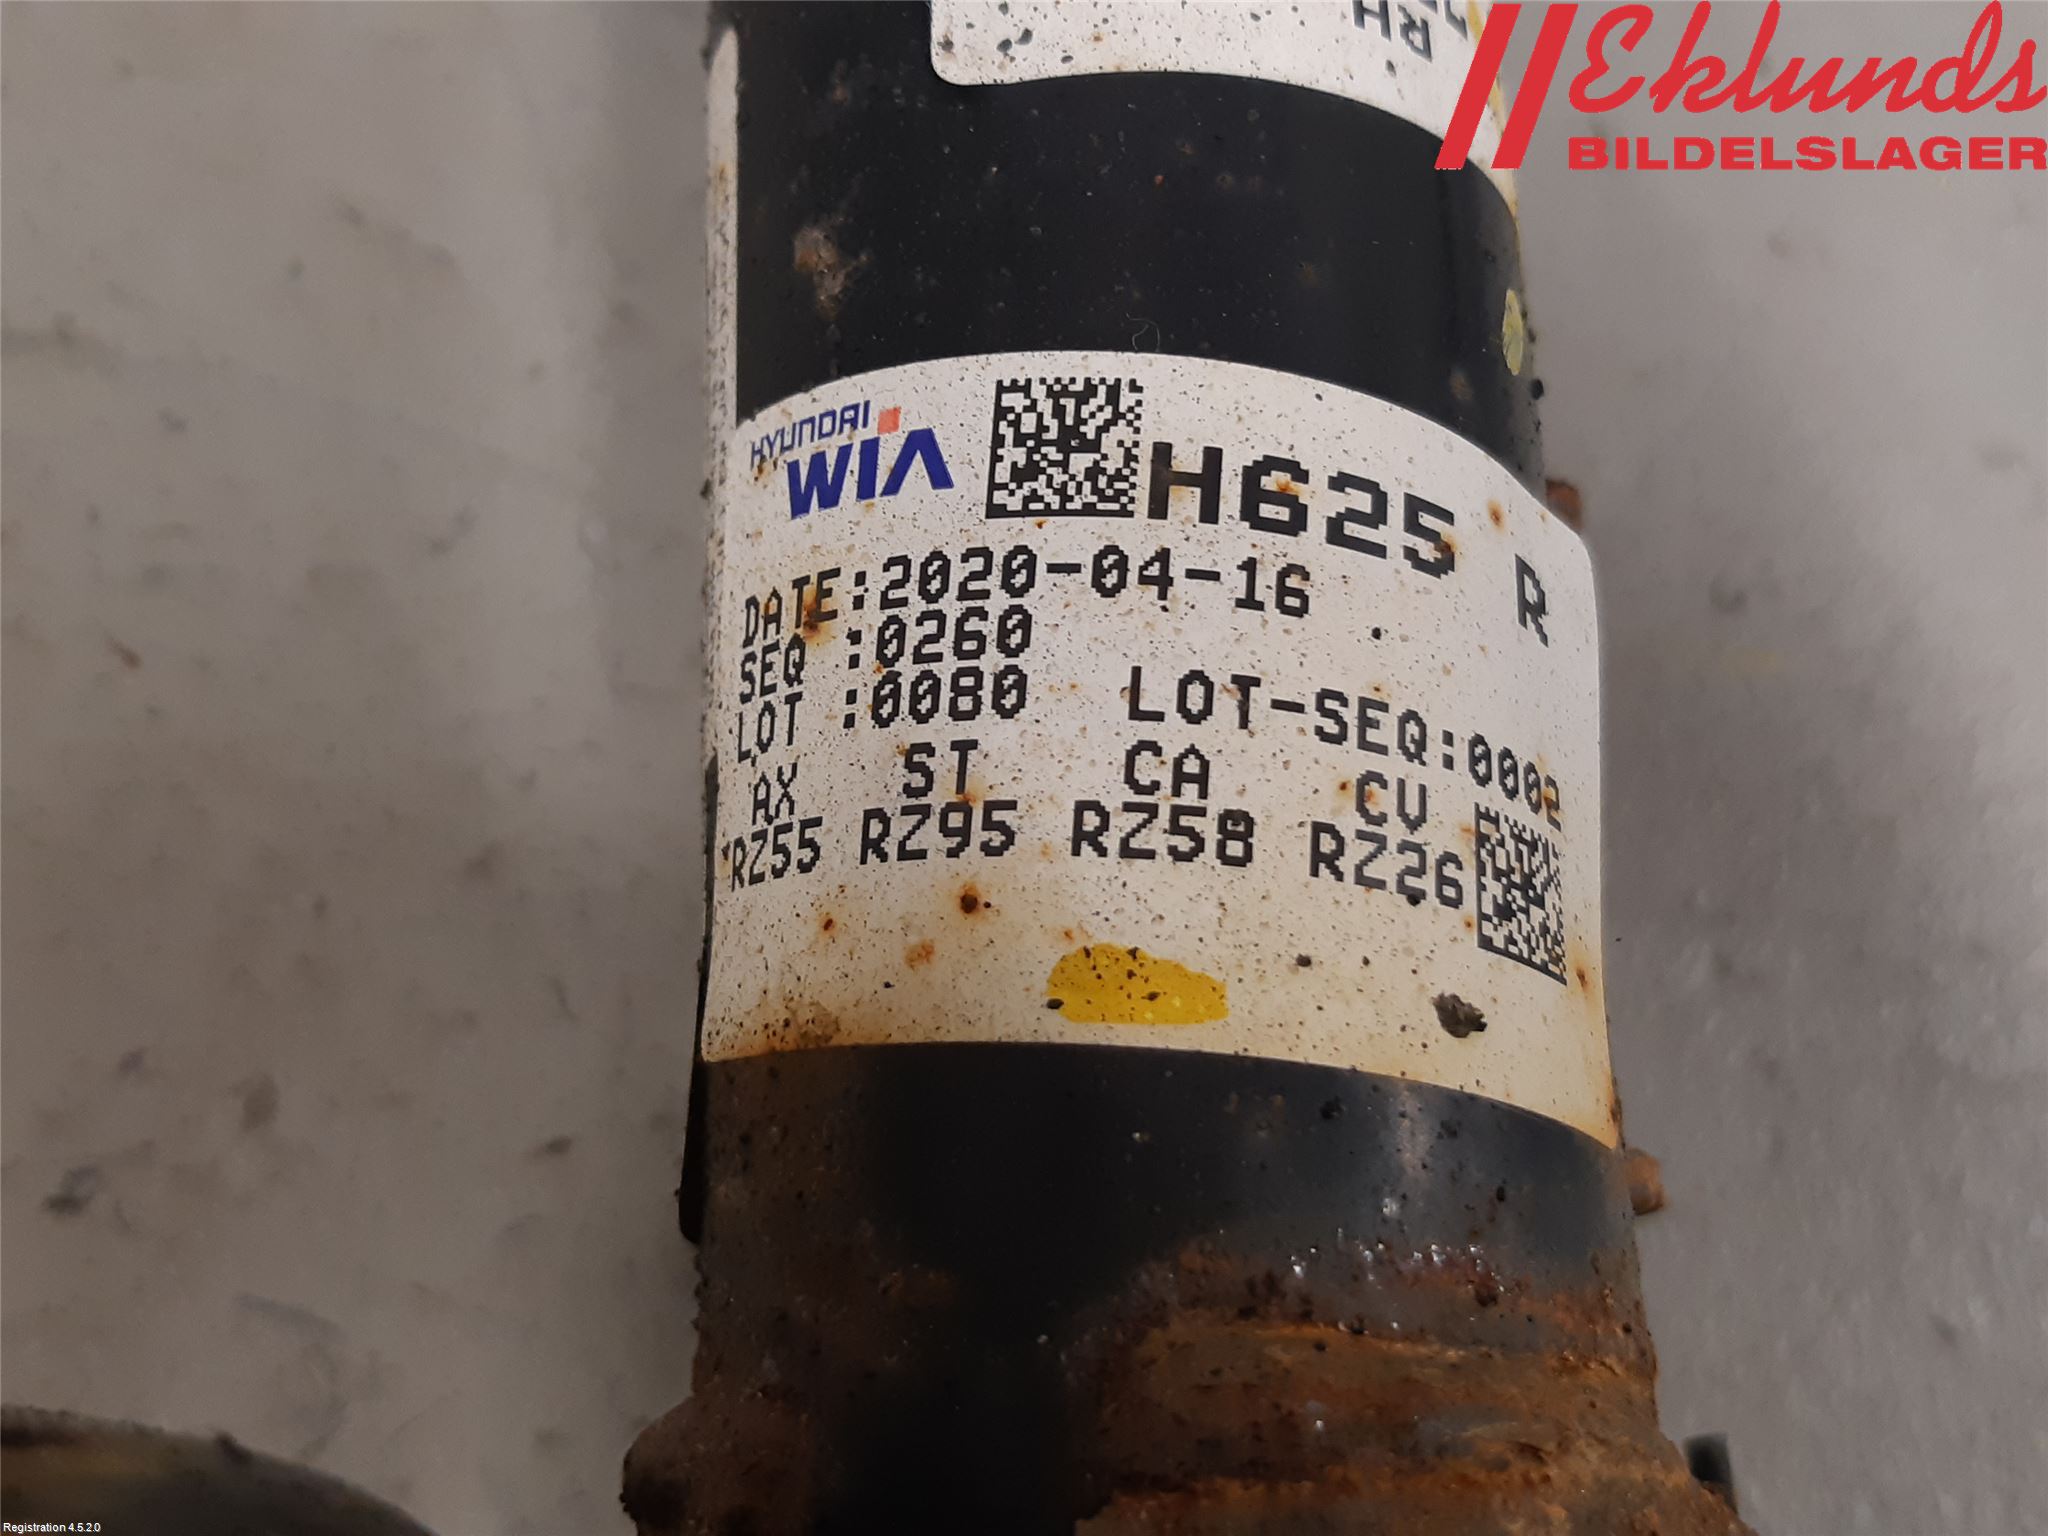 RH
Eklunds
BILDELSLAGER
HYUNDAI
WIA
H625 R
DATE:2020-04-16
SEQ :0260
LOT :0080 LOT-SEQ:0002
AX ST CA CV
RZ55 RZ95 RZ58 RZ26
Registration 4.5.2.0